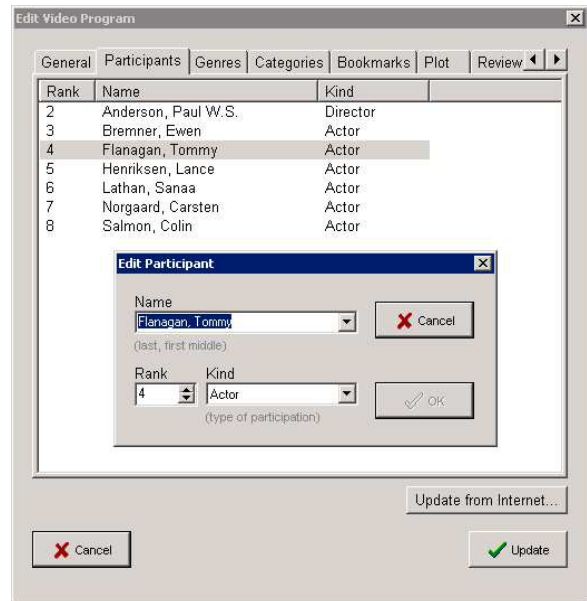 Edit Video Program
General Participants Genres Categories Bookmarks Plot Review
Rank Name Kind
2 Anderson, Paul W.S. Director
3 Bremner, Ewen Actor
4 Flanagan, Tommy Actor
5 Henriksen, Lance Actor
6 Lathan, Sanaa Actor
7 Norgaard, Carsten Actor
8 Salmon, Colin Actor
Edit Participant
Name
Flanagan, Tommy
Cancel
(last, first middle)
Rank Kind
4 Actor
OK
(type of participation)
Update from Internet...
Cancel Update